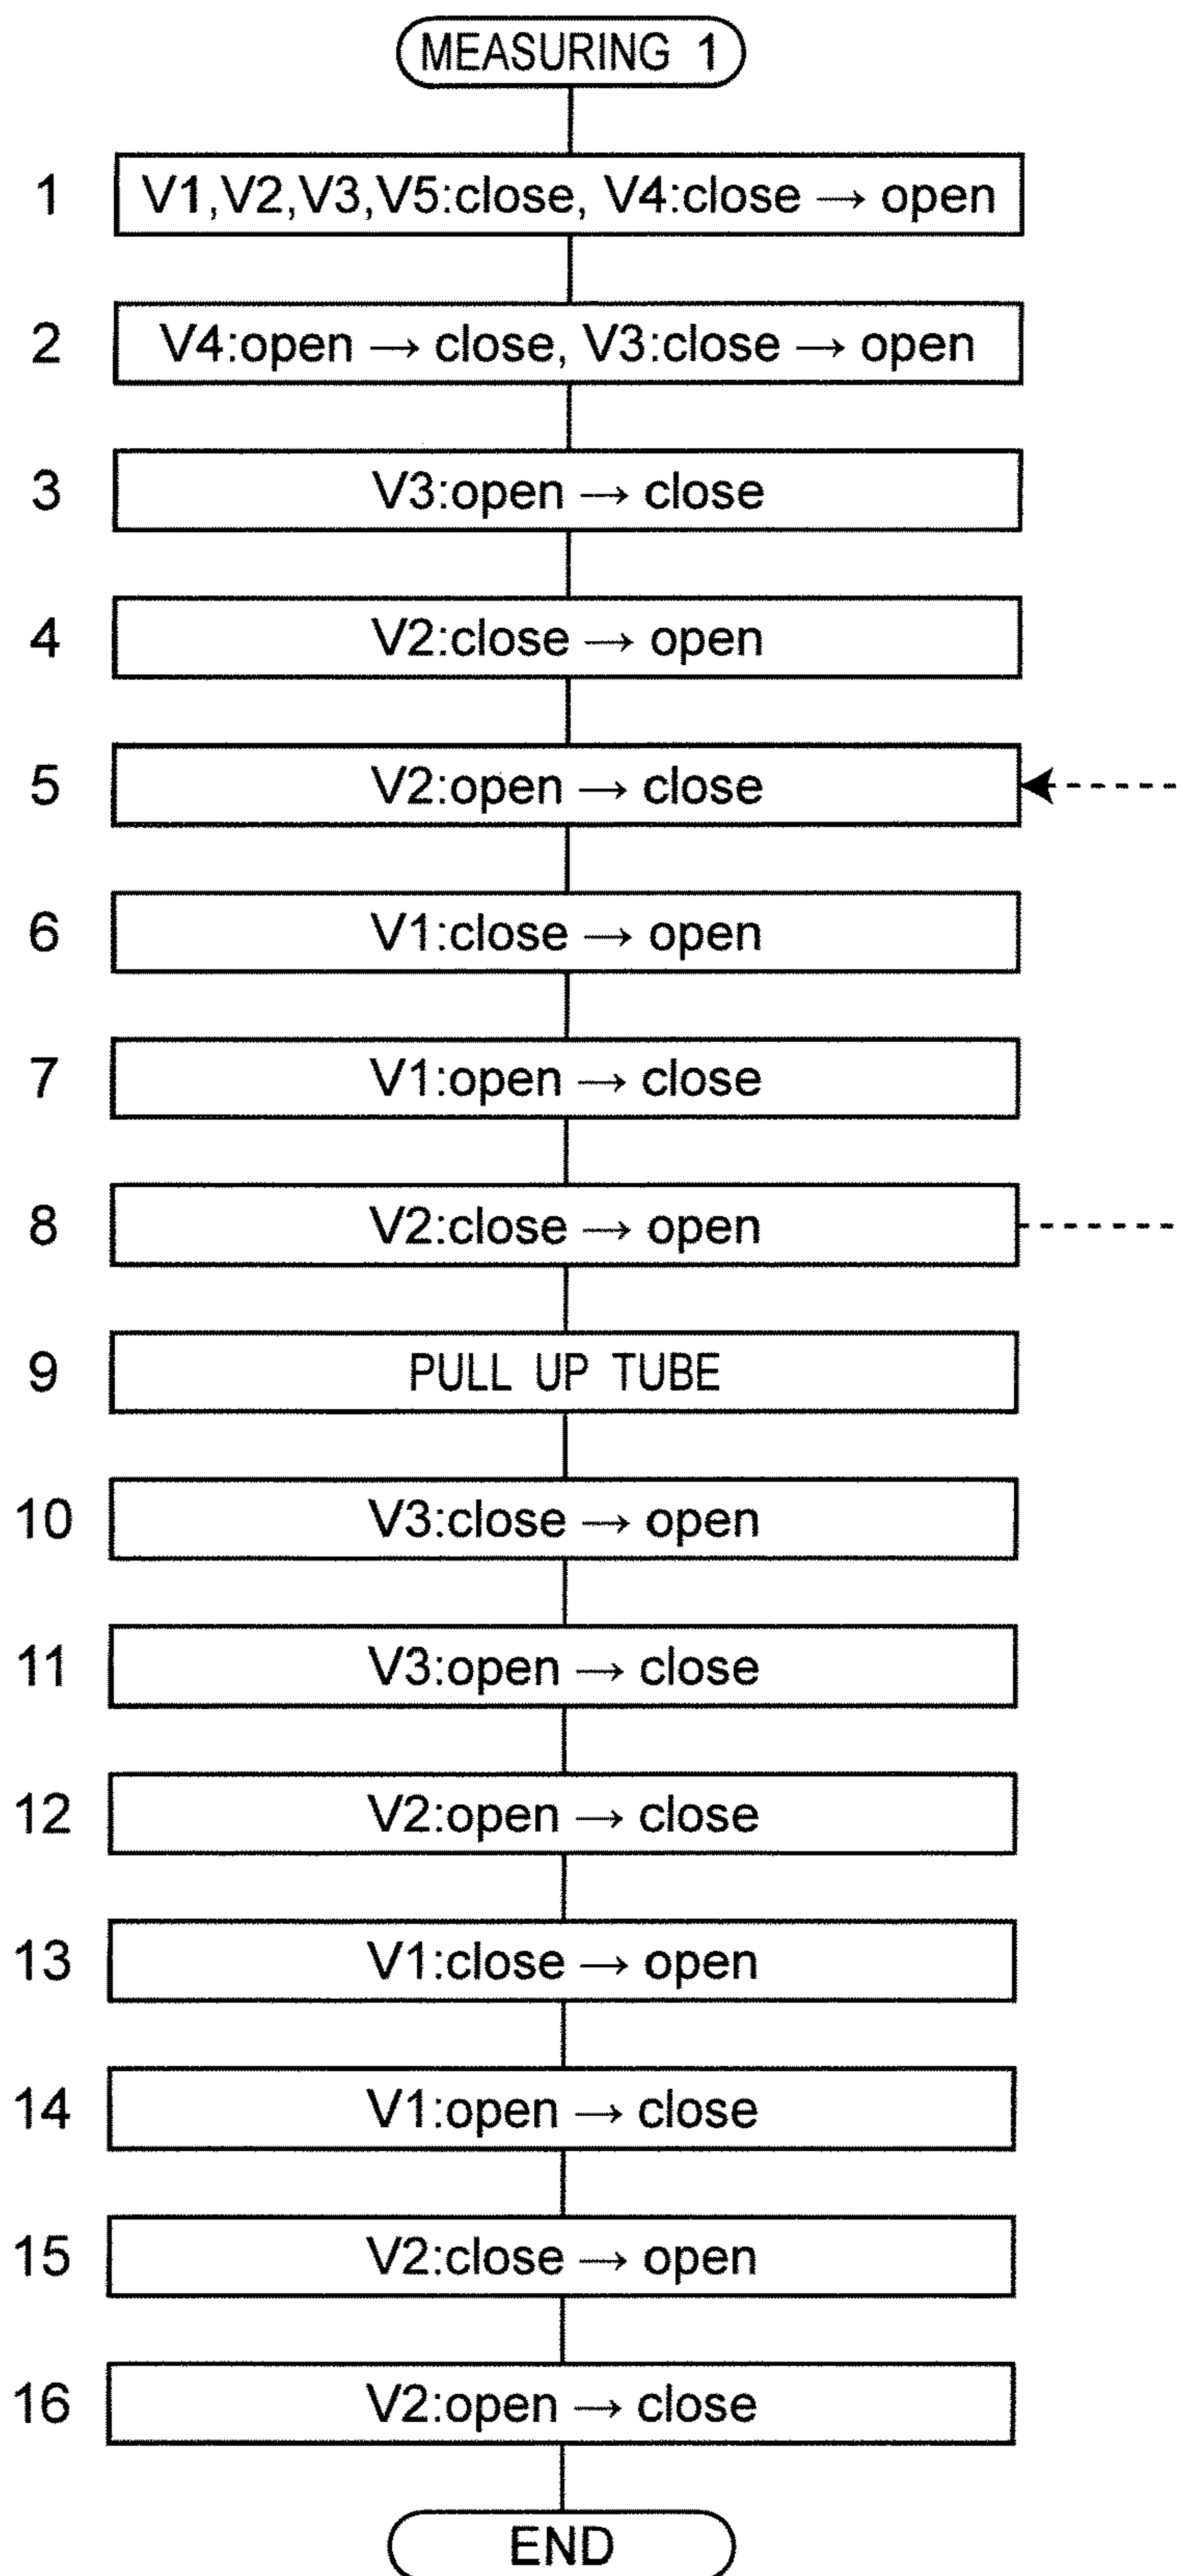 MEASURING 1
1 V1,V2,V3,V5:close, V4:close → open
2 V4:open → close, V3:close → open
3 V3:open → close
4 V2:close → open
5 V2:open → close
6 V1:close → open
7 V1:open → close
8 V2:close → open
9 PULL UP TUBE
10 V3:close → open
11 V3:open → close
12 V2:open → close
13 V1:close → open
14 V1:open → close
15 V2:close → open
16 V2:open → close
END